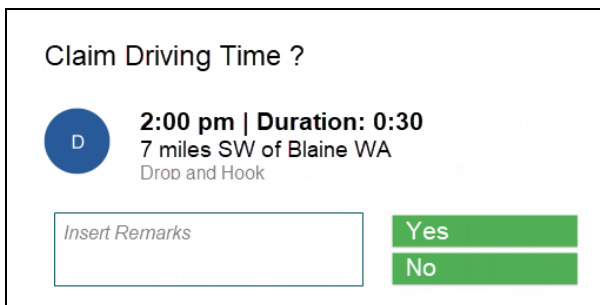 Claim Driving Time ?
D
2:00 pm | Duration: 0:30
7 miles SW of Blaine WA
Drop and Hook
Insert Remarks
Yes
No